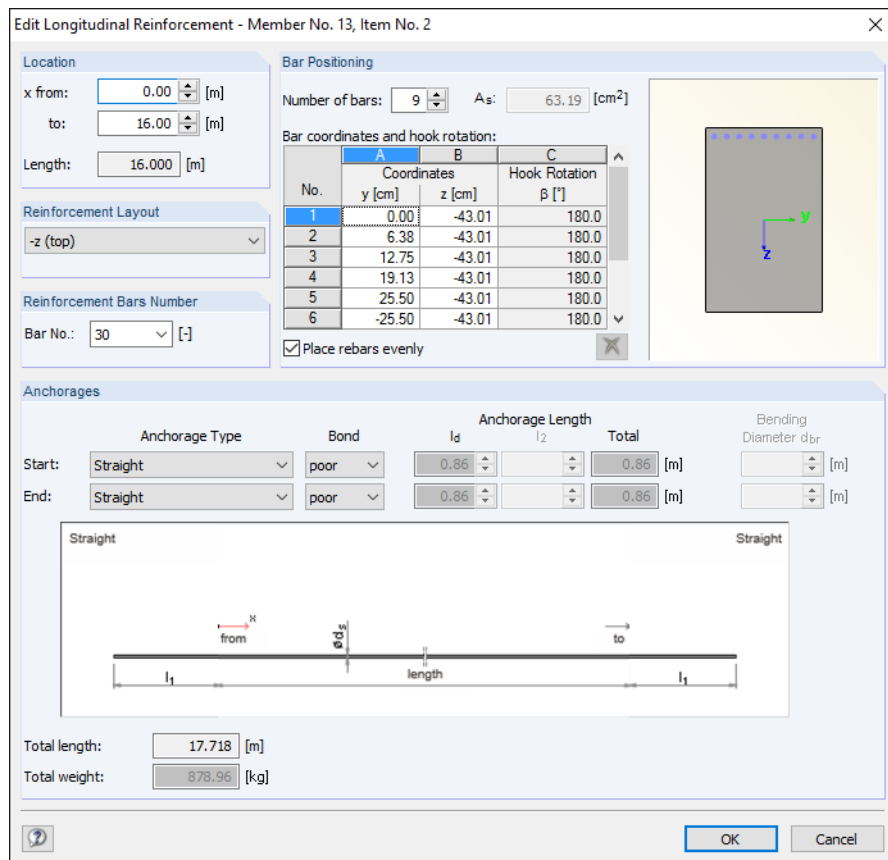 Edit Longitudinal Reinforcement - Member No. 13, Item No. 2
Location
x from: 0.00 [m]
to: 16.00 [m]
Length: 16.000 [m]
Reinforcement Layout
-z (top)
Reinforcement Bars Number
Bar No.: 30 [-]
Bar Positioning
Number of bars: 9 As: 63.19 [cm²]
Bar coordinates and hook rotation:
A B C
Coordinates Hook Rotation
No. y [cm] z [cm] β [°]
1 0.00 -43.01 180.0
2 6.38 -43.01 180.0
3 12.75 -43.01 180.0
4 19.13 -43.01 180.0
5 25.50 -43.01 180.0
6 -25.50 -43.01 180.0
Place rebars evenly
y
z
Anchorages
Anchorage Length Bending
Anchorage Type Bond ld l2 Total Diameter dbr
Start: Straight poor 0.86 0.86 [m] [m]
End: Straight poor 0.86 0.86 [m] [m]
Straight Straight
x
from øds to
l1 length l1
Total length: 17.718 [m]
Total weight: 878.96 [kg]
OK Cancel